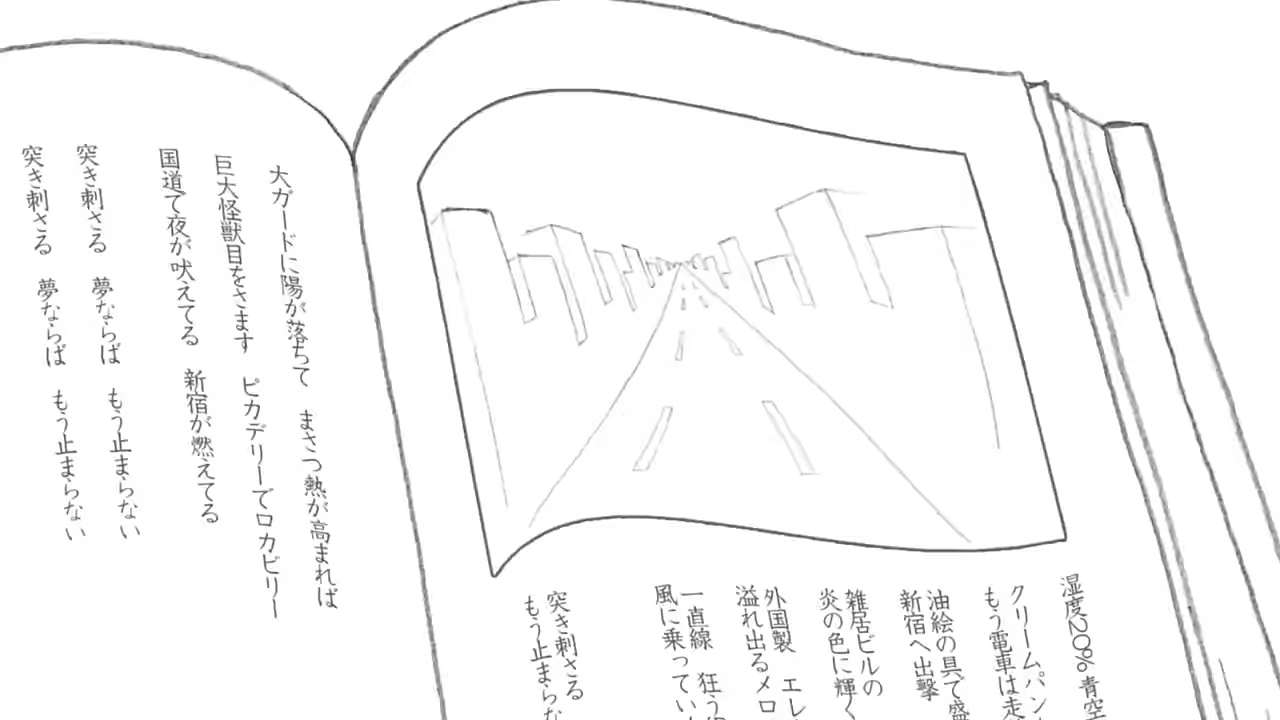 湿度20% 青空
クリームパン
もう電車は走
油絵の具で盛
新宿へ出撃
雑居ビルの
炎の色に輝く
外国製 エレ
溢れ出るメロ
一直線 狂う
風に乗ってい
突き刺さる
もう止まらな
大ガードに陽が落ちて まさつ熱が高まれば
巨大怪獣目をさます ピカデリーでロカビリー
国道で夜が吠えてる 新宿が燃えてる
突き刺さる 夢ならば もう止まらない
突き刺さる 夢ならば もう止まらない